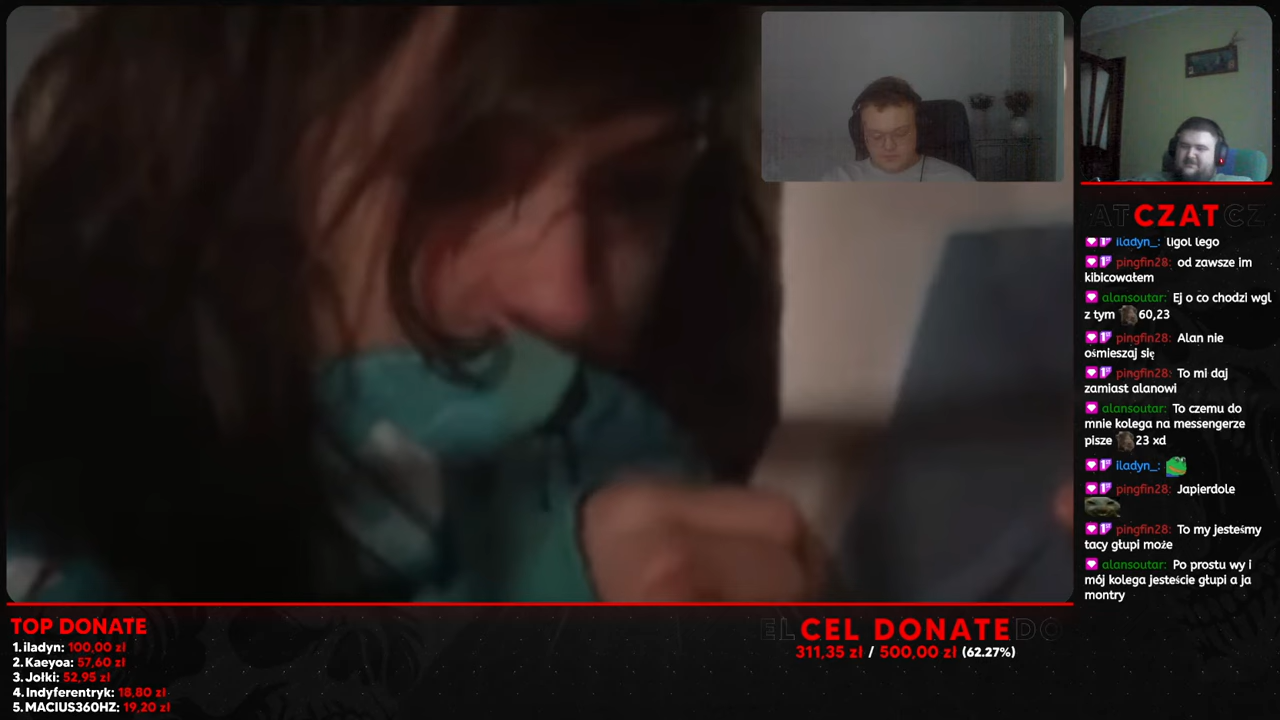 CZAT
iladyn_: ligol lego
pingfin28: od zawsze im
kibicowałem
alansoutar: Ej o co chodzi wgl
z tym 60,23
pingfin28: Alan nie
ośmieszaj się
pingfin28: To mi daj
zamiast alanowi
alansoutar: To czemu do
mnie kolega na messengerze
pisze 23 xd
iladyn_:
pingfin28: Japierdole
pingfin28: To my jesteśmy
tacy głupi może
alansoutar: Po prostu wy i
mój kolega jesteście głupi a ja
montry
TOP DONATE
1. iladyn: 100,00 zł
2. Kaeyoa: 57,60 zł
3. Jołki: 52,95 zł
4. Indyferentryk: 18,80 zł
5. MACIUS360HZ: 19,20 zł
CEL DONATE
311,35 zł / 500,00 zł (62.27%)